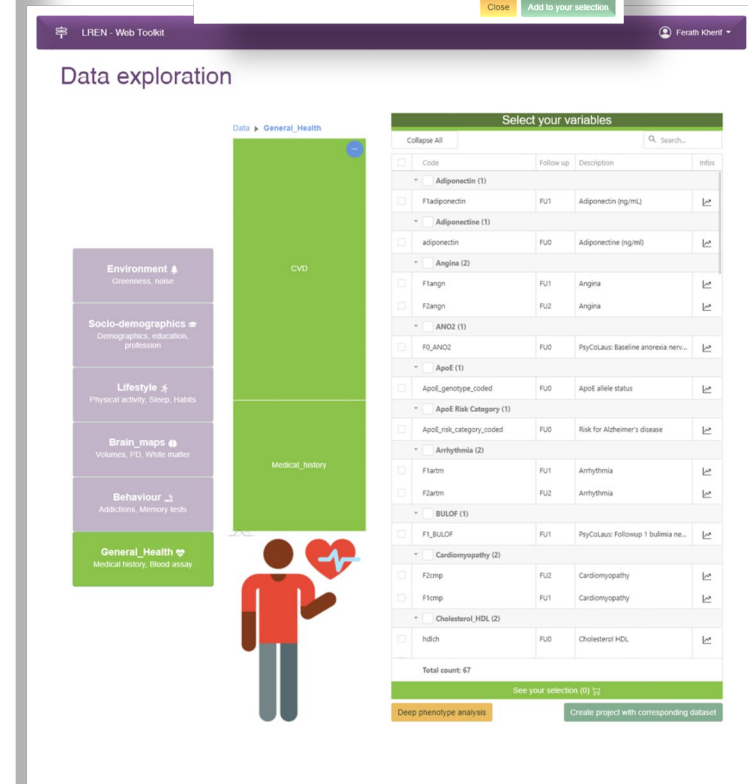 Close Add to your selection
LREN - Web Toolkit Ferath Kherif
Data exploration
Data General_Health
CVD
Medical_history
Environment
Greenness, noise
Socio-demographics
Demographics, education,
profession
Lifestyle
Physical activity, Sleep, Habits
Brain_maps
Volumes, PD, White matter
Behaviour
Addictions, Memory tests
General_Health
Medical history, Blood assay
Select your variables
Collapse All Search...
Code Follow up Description Infos
Adiponectin (1)
F1adiponectin FU1 Adiponectin (ng/mL)
Adiponectine (1)
adiponectin FU0 Adiponectine (ng/ml)
Angina (2)
F1angn FU1 Angina
F2angn FU2 Angina
ANO2 (1)
F0_ANO2 FU0 PsyCoLaus: Baseline anorexia nerv...
ApoE (1)
ApoE_genotype_coded FU0 ApoE allele status
ApoE Risk Category (1)
ApoE_risk_category_coded FU0 Risk for Alzheimer's disease
Arrhythmia (2)
F1artm FU1 Arrhythmia
F2artm FU2 Arrhythmia
BULOF (1)
F1_BULOF FU1 PsyCoLaus: Followup 1 bulimia ne...
Cardiomyopathy (2)
F2cmp FU2 Cardiomyopathy
F1cmp FU1 Cardiomyopathy
Cholesterol_HDL (2)
hdlch FU0 Cholesterol HDL
Total count: 67
See your selection (0)
Deep phenotype analysis Create project with corresponding dataset